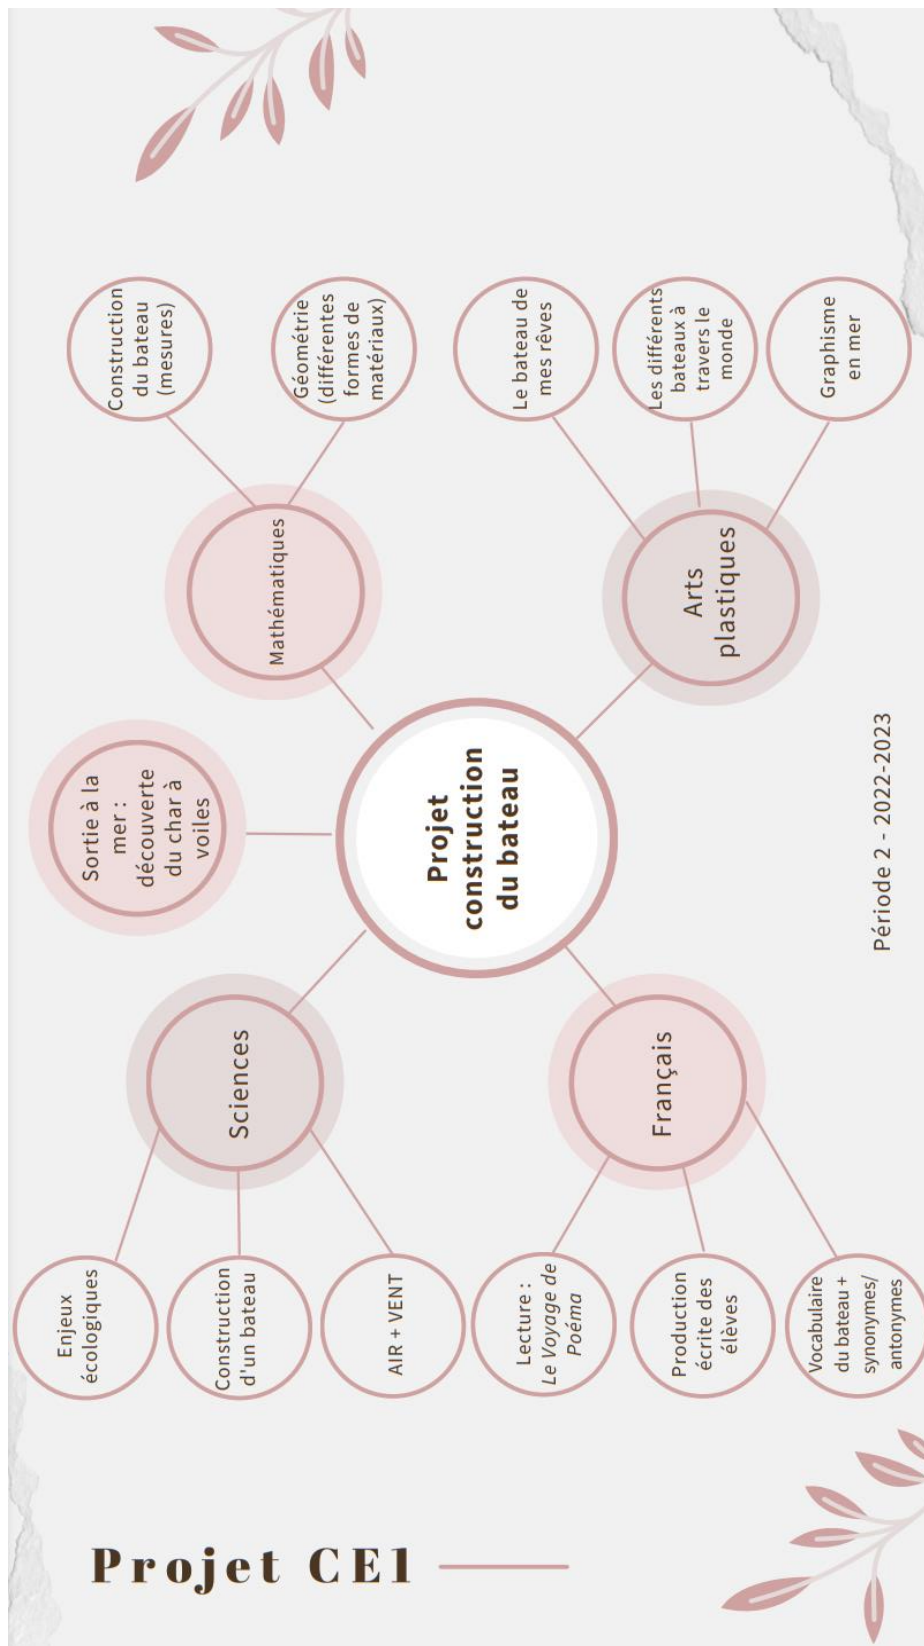 Projet CE1
Projet
construction
du bateau
Sortie à la
mer :
découverte
du char à
voiles
Sciences
Enjeux
écologiques
Construction
d'un bateau
AIR + VENT
Mathématiques
Construction
du bateau
(mesures)
Géométrie
(différentes
formes de
matériaux)
Français
Lecture :
Le Voyage de
Poéma
Production
écrite des
élèves
Vocabulaire
du bateau +
synonymes/
antonymes
Arts
plastiques
Le bateau de
mes rêves
Les différents
bateaux à
travers le
monde
Graphisme
en mer
Période 2 - 2022-2023